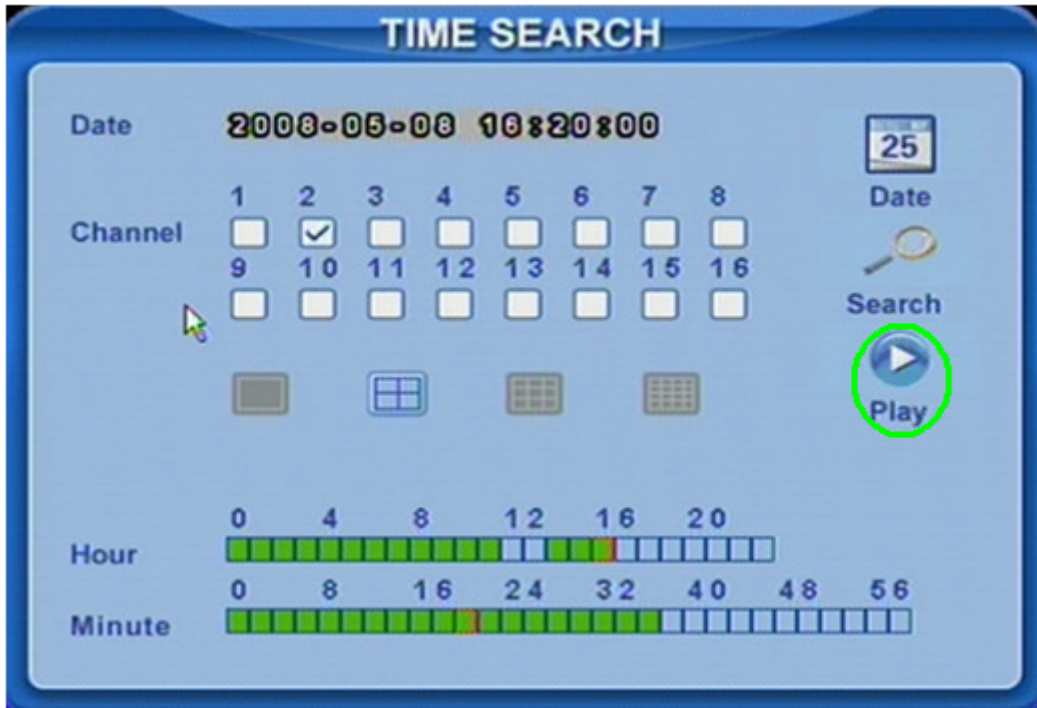 TIME SEARCH
Date 2008-05-08 16:20:00
25
Date
1 2 3 4 5 6 7 8
Channel
9 10 11 12 13 14 15 16
Search
Play
0 4 8 12 16 20
Hour
0 8 16 24 32 40 48 56
Minute